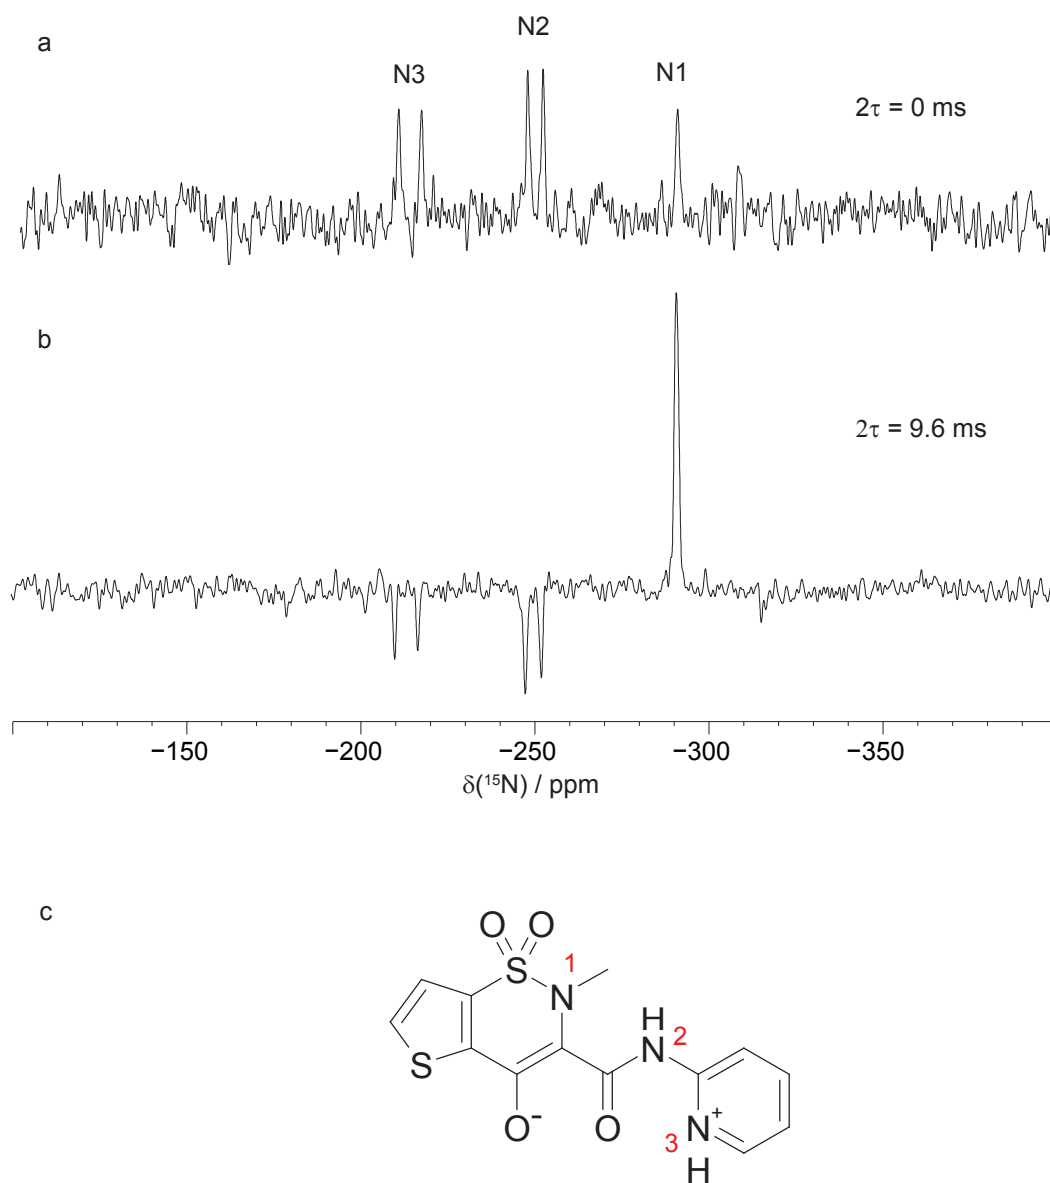 a
N2
N3
N1
2τ = 0 ms
b
2τ = 9.6 ms
−150
−200
−250
−300
−350
δ(¹⁵N) / ppm
c
O
O
S
1
N
H
N
2
S
O-
O
3
N
+
H